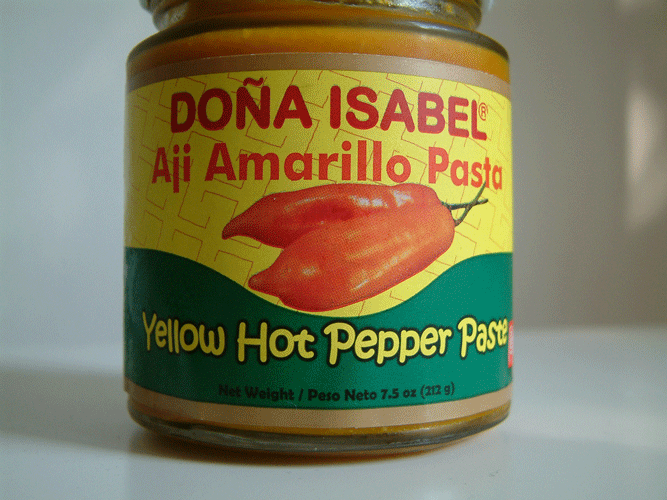 DOÑA ISABEL®
Aji Amarillo Pasta
Yellow Hot Pepper Paste
Net Weight / Peso Neto 7.5 oz (212 g)